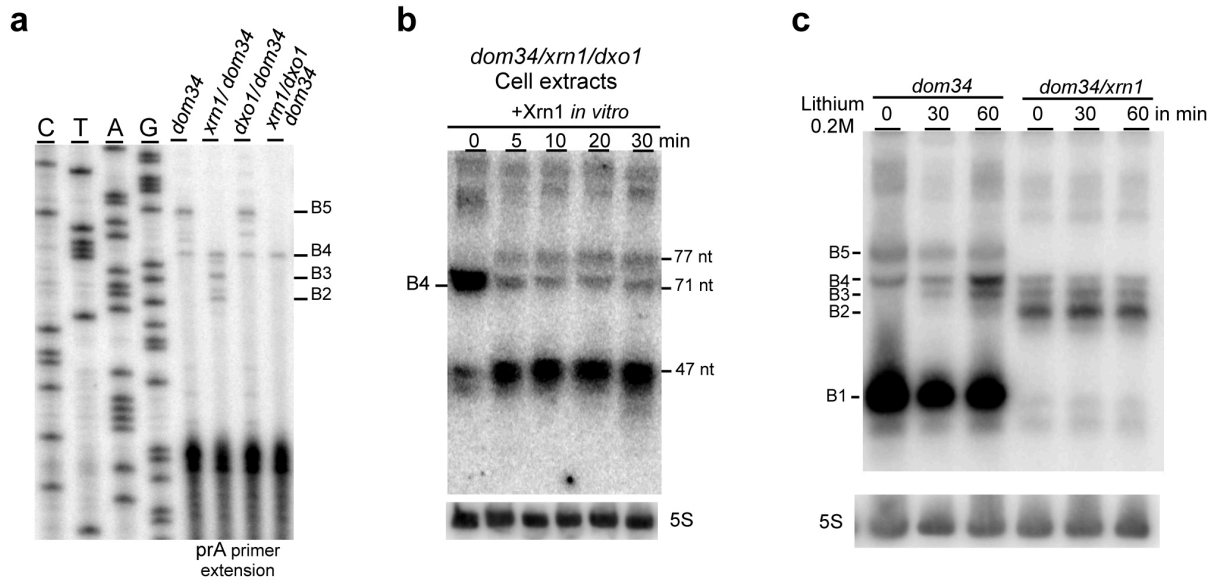 a
C T A G dom34 xrn1/dom34 dxo1/dom34 xrn1/dxo1 dom34
B5
B4
B3
B2
prA primer
extension
b
dom34/xrn1/dxo1
Cell extracts
+Xrn1 in vitro
0 5 10 20 30 min
77 nt
B4 71 nt
47 nt
5S
c
dom34 dom34/xrn1
Lithium
0.2M
0 30 60 0 30 60 in min
B5
B4
B3
B2
B1
5S